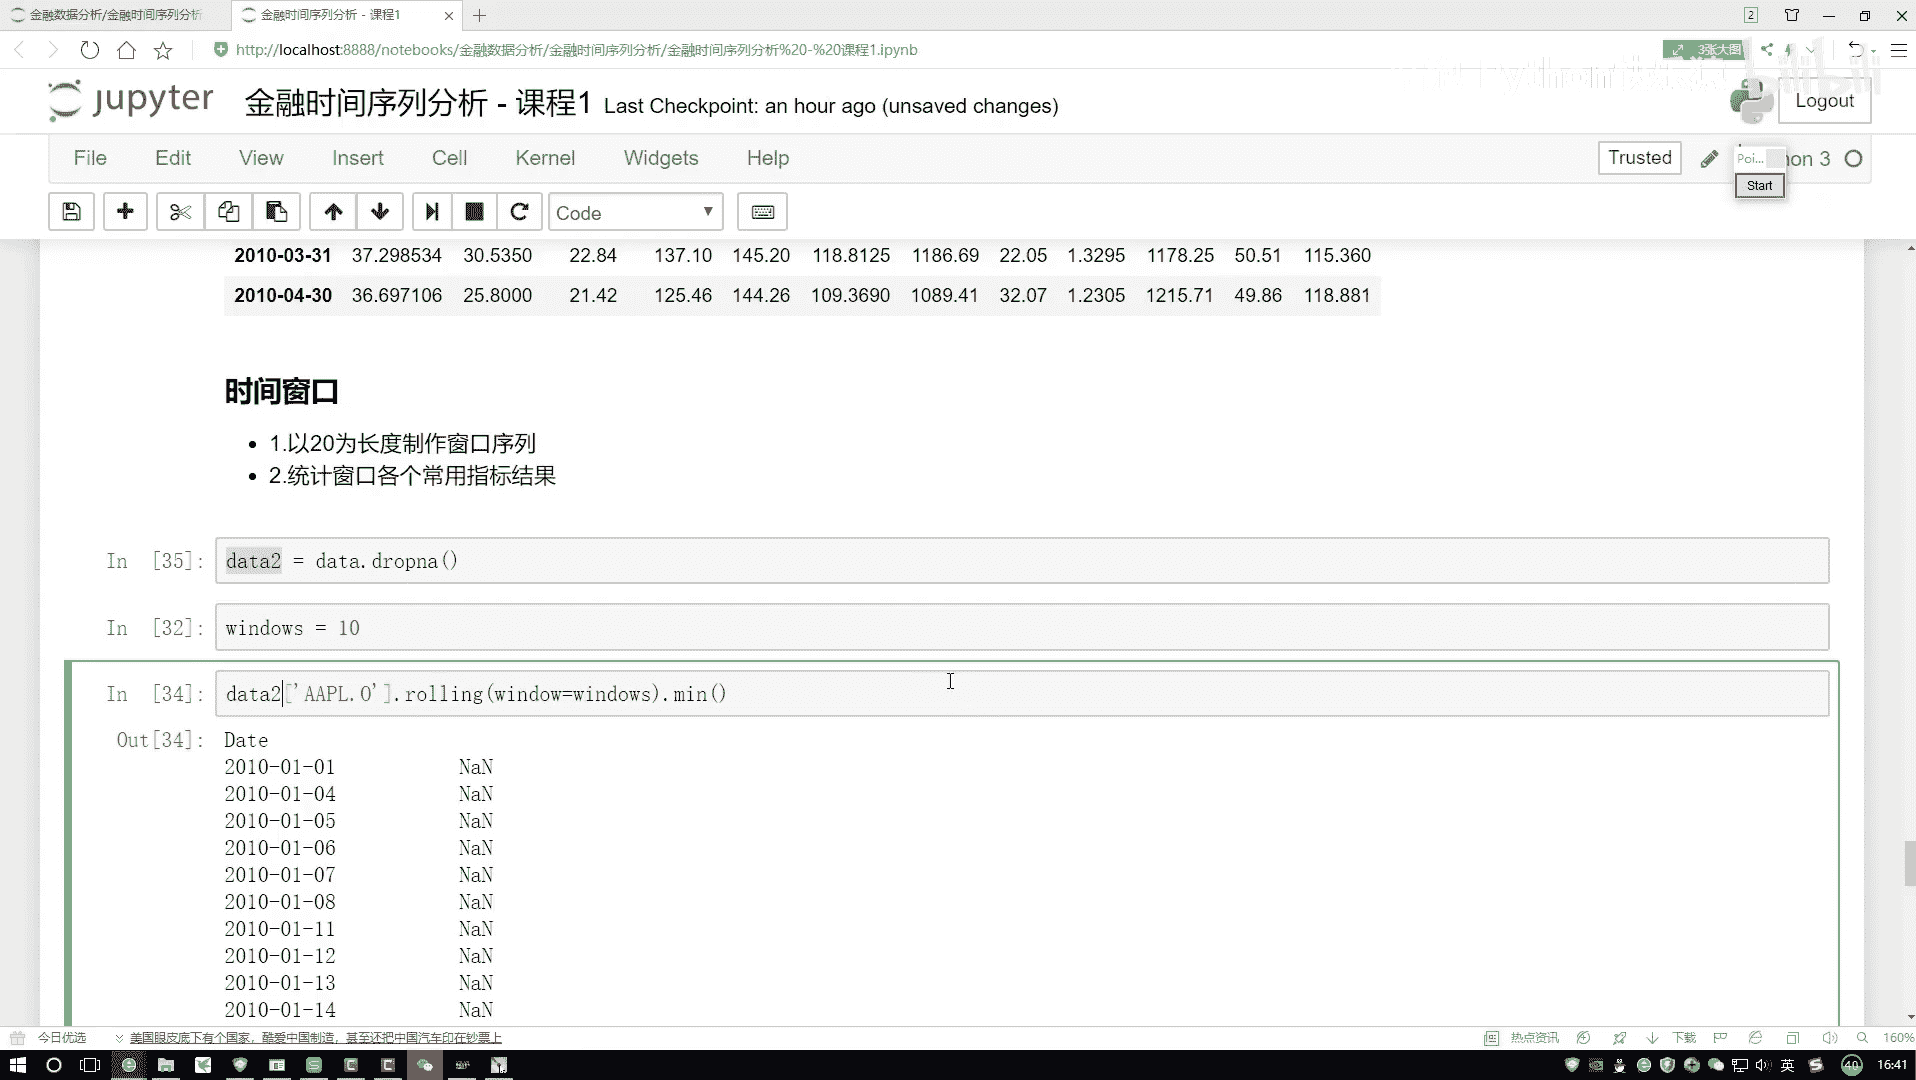 金融数据分析/金融时间序列分析
金融时间序列分析 - 课程1
2
http://localhost:8888/notebooks/金融数据分析/金融时间序列分析/金融时间序列分析%20-%20课程1.ipynb
3张大图
bilibili
jupyter 金融时间序列分析 - 课程1 Last Checkpoint: an hour ago (unsaved changes)
Logout
File Edit View Insert Cell Kernel Widgets Help
Trusted
Poi...
hon 3
Start
Code
2010-03-31 37.298534 30.5350 22.84 137.10 145.20 118.8125 1186.69 22.05 1.3295 1178.25 50.51 115.360
2010-04-30 36.697106 25.8000 21.42 125.46 144.26 109.3690 1089.41 32.07 1.2305 1215.71 49.86 118.881
时间窗口
1.以20为长度制作窗口序列
2.统计窗口各个常用指标结果
In [35]: data2 = data.dropna()
In [32]: windows = 10
In [34]: data2['AAPL.O'].rolling(window=windows).min()
Out[34]: Date
2010-01-01 NaN
2010-01-04 NaN
2010-01-05 NaN
2010-01-06 NaN
2010-01-07 NaN
2010-01-08 NaN
2010-01-11 NaN
2010-01-12 NaN
2010-01-13 NaN
2010-01-14 NaN
今日优选
美国眼皮底下有个国家，酷爱中国制造，甚至还把中国汽车印在钞票上
热点资讯
下载
160%
英
40
16:41